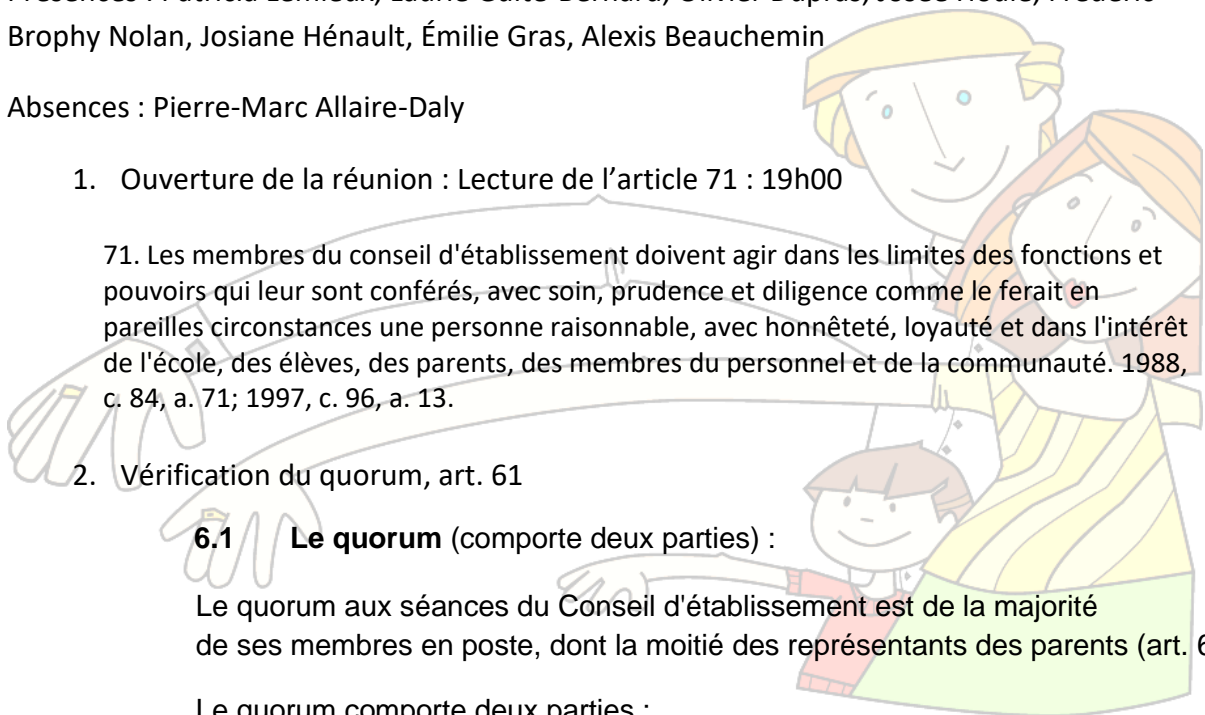 Brophy Nolan, Josiane Hénault, Émilie Gras, Alexis Beauchemin
Absences : Pierre-Marc Allaire-Daly
1. Ouverture de la réunion : Lecture de l’article 71 : 19h00
71. Les membres du conseil d'établissement doivent agir dans les limites des fonctions et
pouvoirs qui leur sont conférés, avec soin, prudence et diligence comme le ferait en
pareilles circonstances une personne raisonnable, avec honnêteté, loyauté et dans l'intérêt
de l'école, des élèves, des parents, des membres du personnel et de la communauté. 1988,
c. 84, a. 71; 1997, c. 96, a. 13.
2. Vérification du quorum, art. 61
6.1 Le quorum (comporte deux parties) :
Le quorum aux séances du Conseil d'établissement est de la majorité
de ses membres en poste, dont la moitié des représentants des parents (art.
Le quorum comporte deux parties :